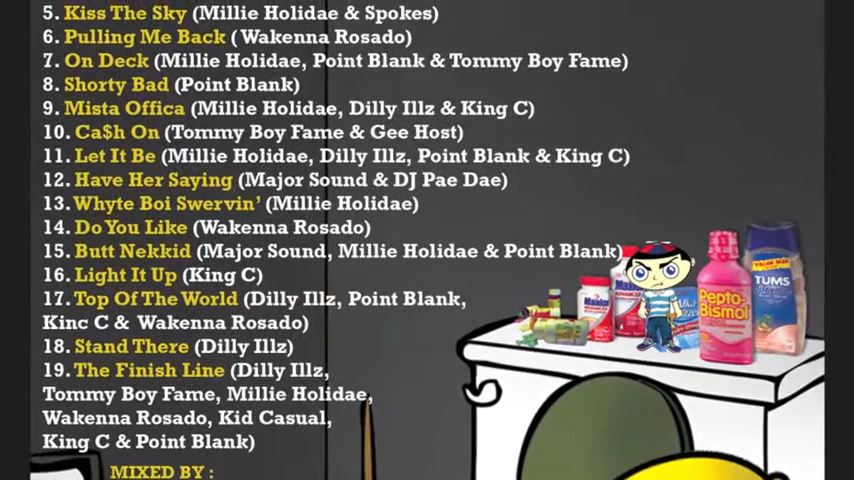 5. Kiss The Sky (Millie Holidae & Spokes)
6. Pulling Me Back ( Wakenna Rosado)
7. On Deck (Millie Holidae, Point Blank & Tommy Boy Fame)
8. Shorty Bad (Point Blank)
9. Mista Offica (Millie Holidae, Dilly Illz & King C)
10. Ca$h On (Tommy Boy Fame & Gee Host)
11. Let It Be (Millie Holidae, Dilly Illz, Point Blank & King C)
12. Have Her Saying (Major Sound & DJ Pae Dae)
13. Whyte Boi Swervin’ (Millie Holidae)
14. Do You Like (Wakenna Rosado)
15. Butt Nekkid (Major Sound, Millie Holidae & Point Blank)
16. Light It Up (King C)
17. Top Of The World (Dilly Illz, Point Blank,
Kinc C & Wakenna Rosado)
18. Stand There (Dilly Illz)
19. The Finish Line (Dilly Illz,
Tommy Boy Fame, Millie Holidae,
Wakenna Rosado, Kid Casual,
King C & Point Blank)
MIXED BY :
Maalox
Pepto-
Bismol
VALUE SIZE
TUMS